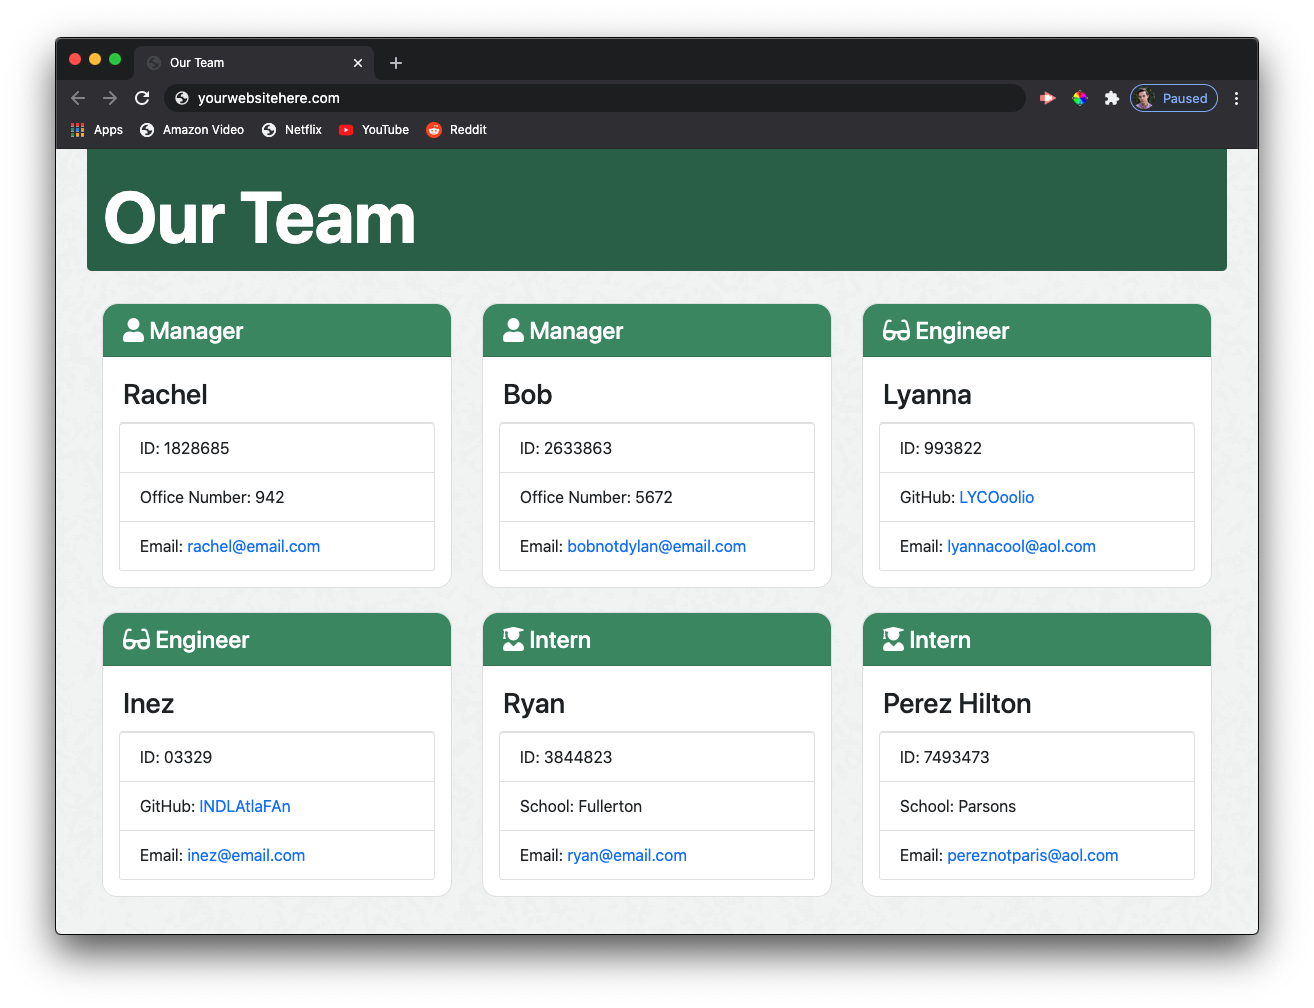 Our Team
yourwebsitehere.com
Paused
Apps Amazon Video Netflix YouTube Reddit
Our Team
Manager
Rachel
ID: 1828685
Office Number: 942
Email: rachel@email.com
Manager
Bob
ID: 2633863
Office Number: 5672
Email: bobnotdylan@email.com
Engineer
Lyanna
ID: 993822
GitHub: LYCOoolio
Email: lyannacool@aol.com
Engineer
Inez
ID: 03329
GitHub: INDLAtlaFAn
Email: inez@email.com
Intern
Ryan
ID: 3844823
School: Fullerton
Email: ryan@email.com
Intern
Perez Hilton
ID: 7493473
School: Parsons
Email: pereznotparis@aol.com